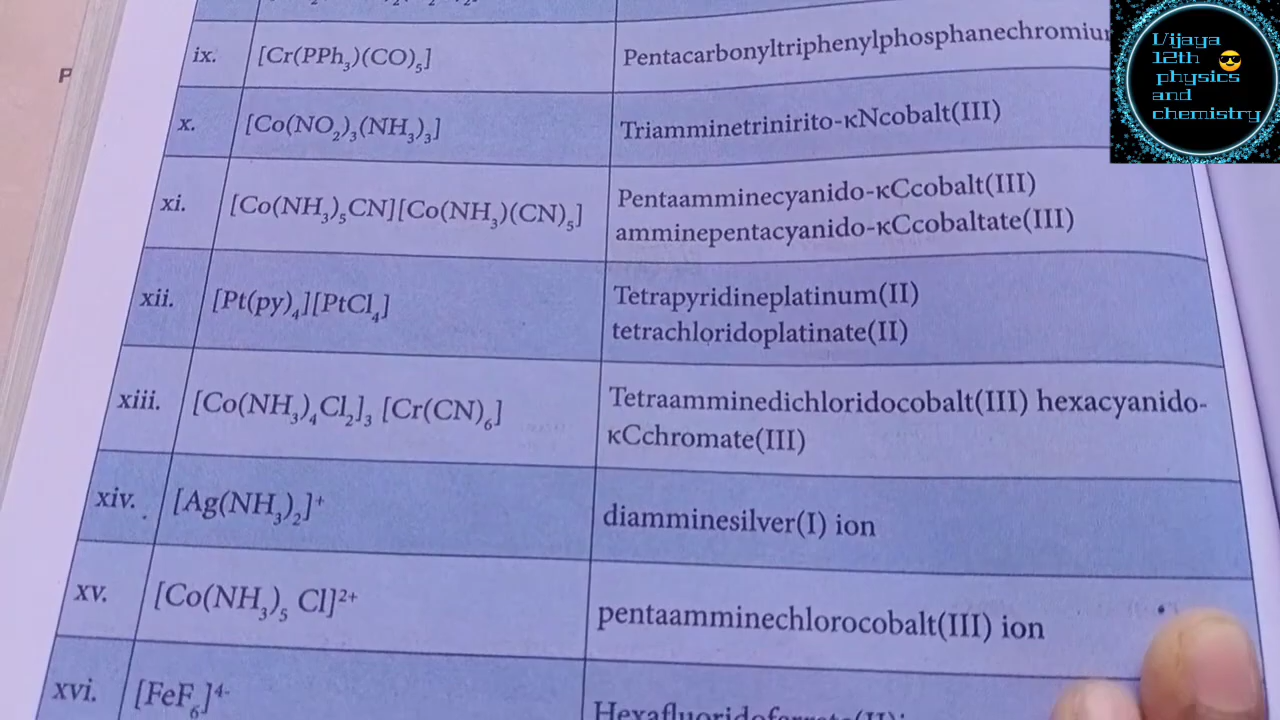 P
ix. [Cr(PPh₃)(CO)₅] Pentacarbonyltriphenylphosphanechromiu
x. [Co(NO₂)₃(NH₃)₃] Triamminetrinirito-κNcobalt(III)
xi. [Co(NH₃)₅CN][Co(NH₃)(CN)₅] Pentaamminecyanido-κCcobalt(III)
amminepentacyanido-κCcobaltate(III)
xii. [Pt(py)₄][PtCl₄] Tetrapyridineplatinum(II)
tetrachloridoplatinate(II)
xiii. [Co(NH₃)₄Cl₂]₃ [Cr(CN)₆] Tetraamminedichloridocobalt(III) hexacyanido-
κCchromate(III)
xiv. [Ag(NH₃)₂]⁺ diamminesilver(I) ion
xv. [Co(NH₃)₅ Cl]²⁺ pentaamminechlorocobalt(III) ion
xvi. [FeF₆]⁴⁻
Vijaya
12th 😎
physics
and
chemistry